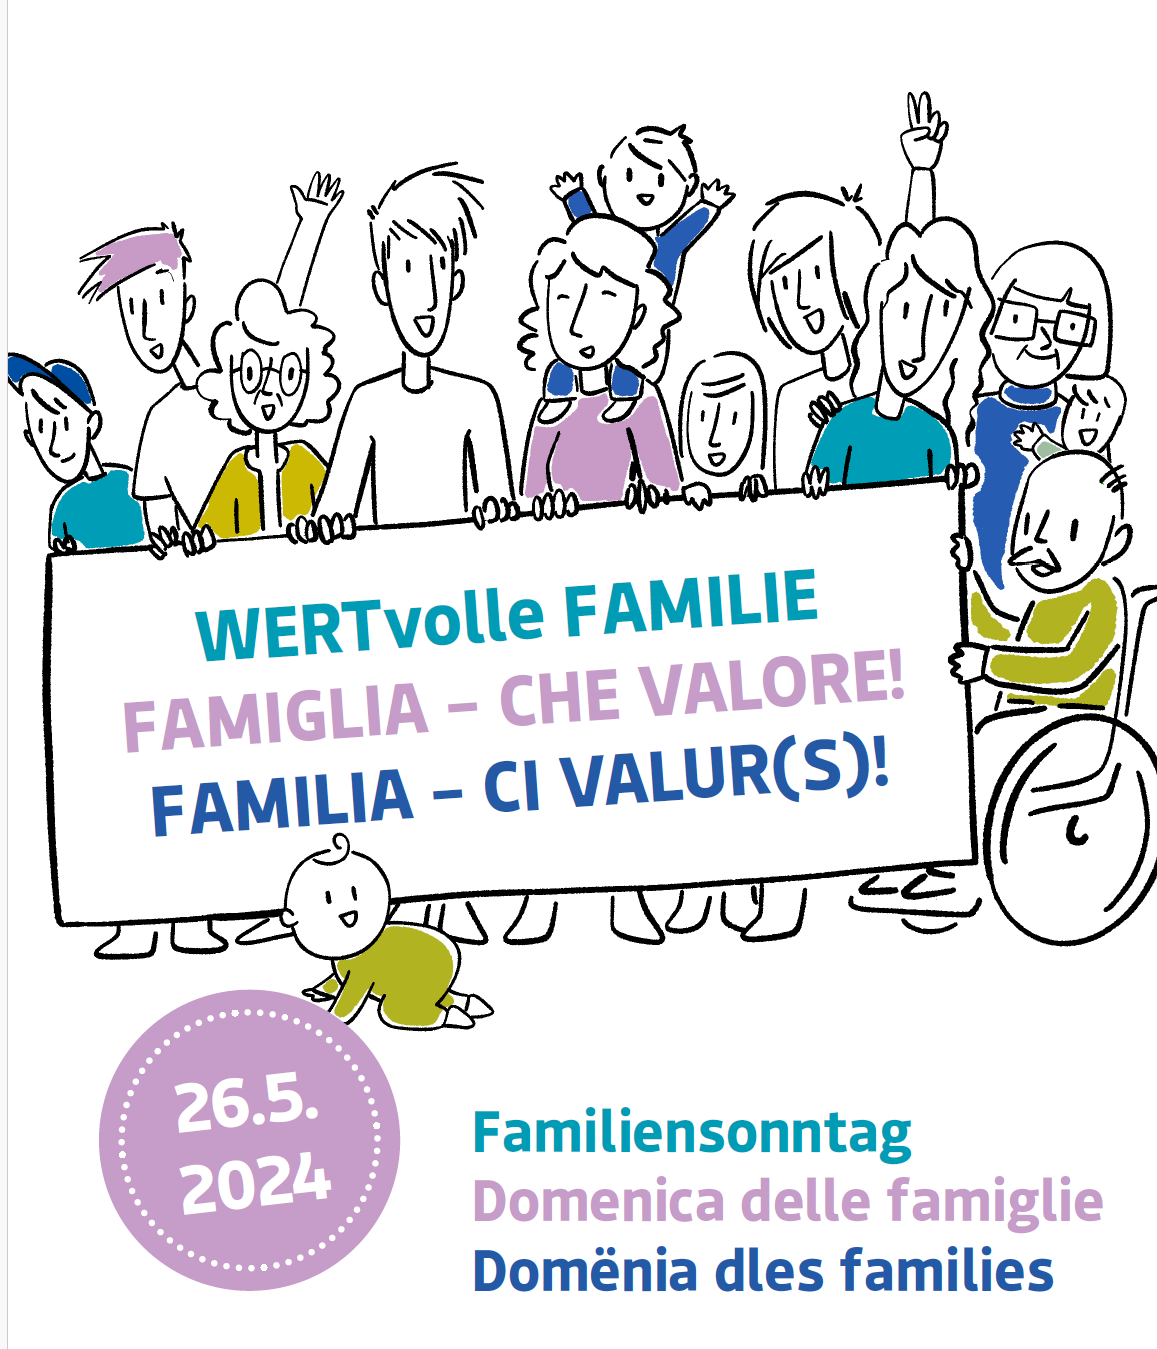 WERTvolle FAMILIE
FAMIGLIA – CHE VALORE!
FAMILIA – CI VALUR(S)!
26.5.
2024
Familiensonntag
Domenica delle famiglie
Domënia dles families